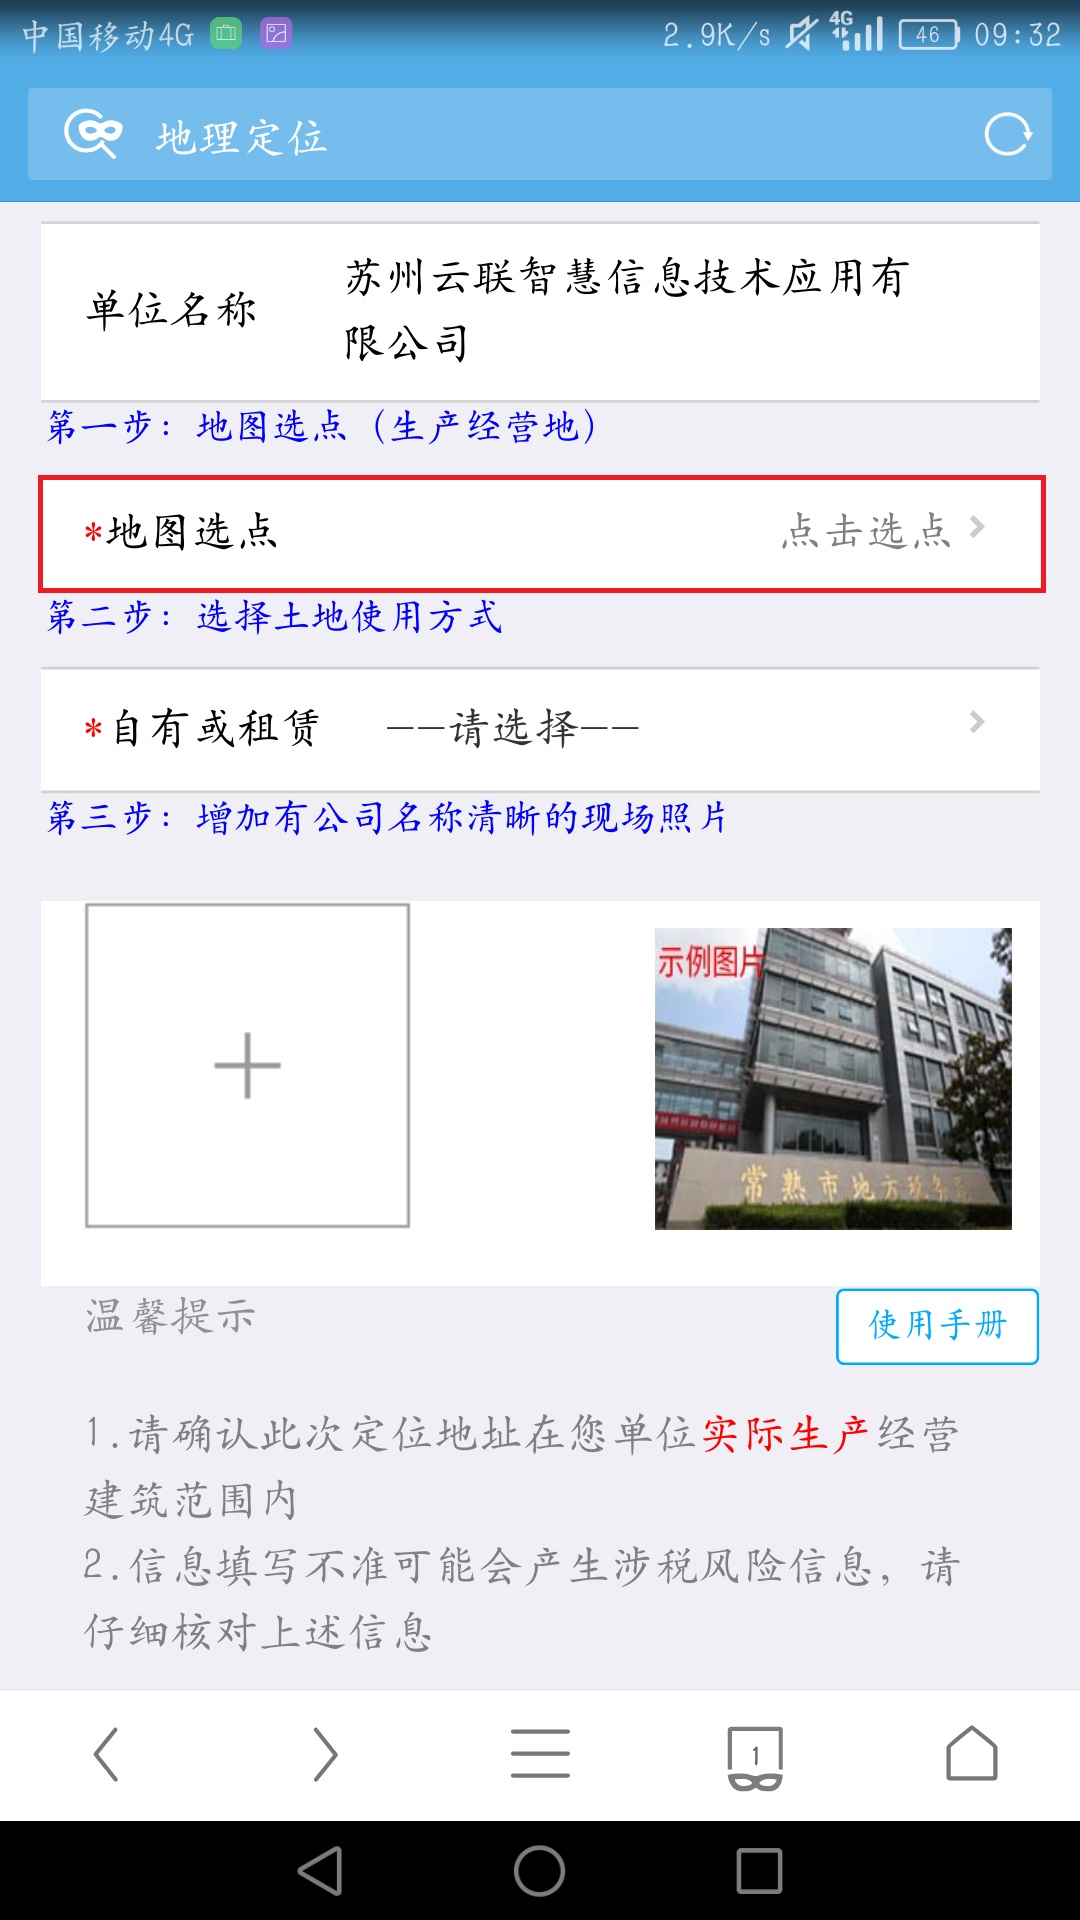 中国移动4G
2.9K/s 4G 46 09:32
地理定位
单位名称
苏州云联智慧信息技术应用有
限公司
第一步：地图选点（生产经营地）
*地图选点
点击选点
第二步：选择土地使用方式
*自有或租赁
--请选择--
第三步：增加有公司名称清晰的现场照片
示例图片
常熟市地方税务局
温馨提示
使用手册
1.请确认此次定位地址在您单位实际生产经营
建筑范围内
2.信息填写不准可能会产生涉税风险信息，请
仔细核对上述信息
1